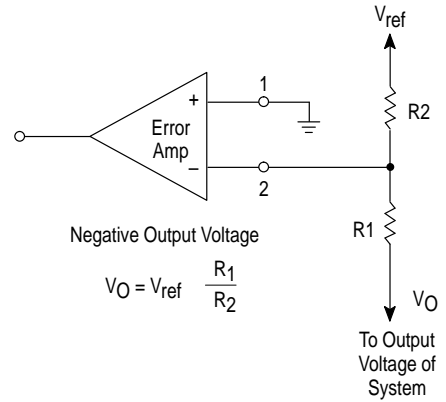 Vref
R2
+
1
Error
Amp
−
2
R1
Negative Output Voltage
VO = Vref R1
R2
VO
To Output
Voltage of
System